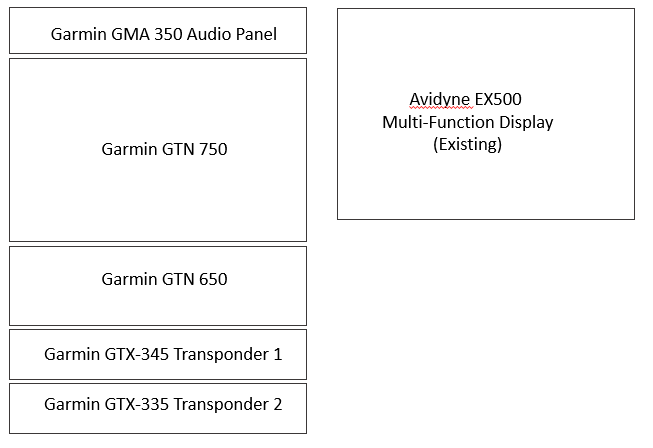 Garmin GMA 350 Audio Panel
Garmin GTN 750
Garmin GTN 650
Garmin GTX-345 Transponder 1
Garmin GTX-335 Transponder 2
Avidyne EX500
Multi-Function Display
(Existing)